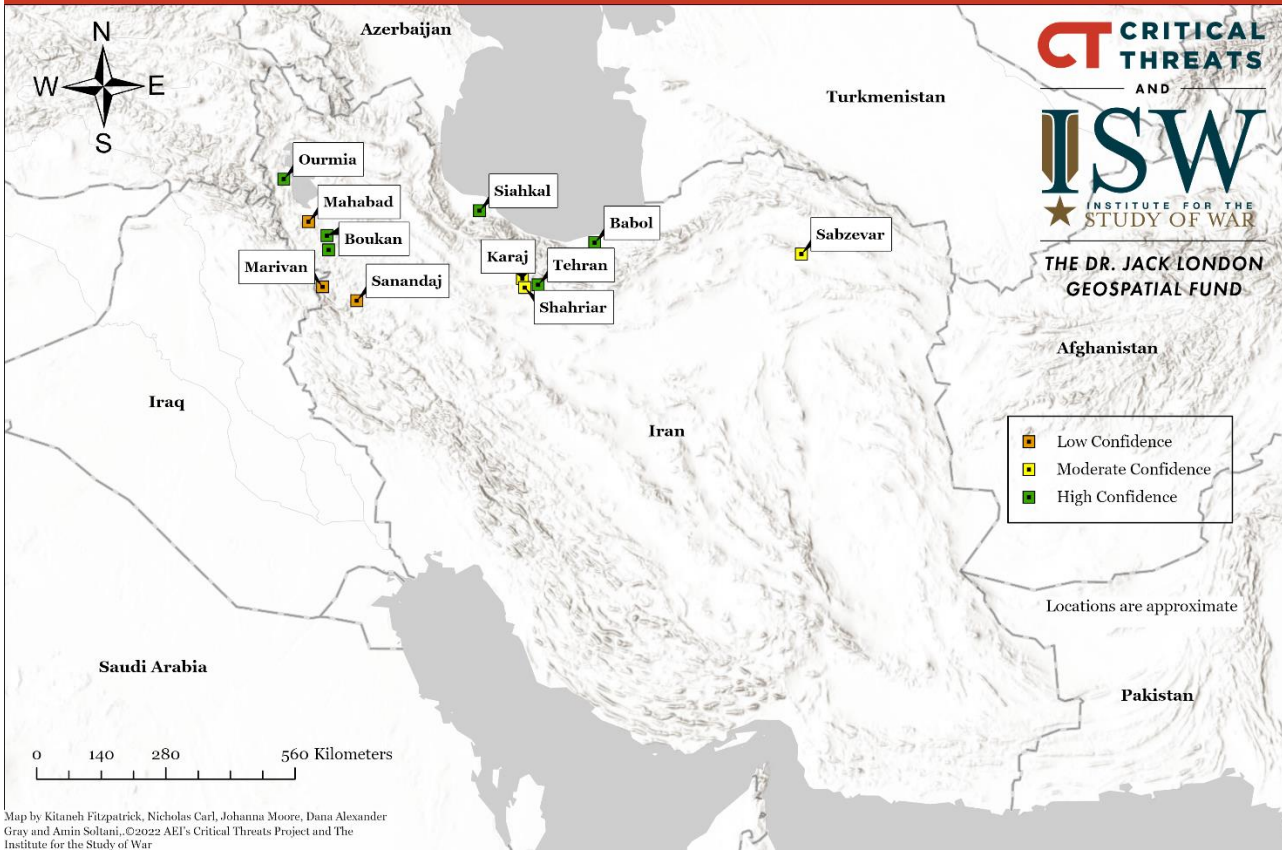 Azerbaijan
Turkmenistan
CT CRITICAL
THREATS
AND
ISW
INSTITUTE FOR THE
STUDY OF WAR
THE DR. JACK LONDON
GEOSPATIAL FUND
N
W E
S
Ourmia
Mahabad
Boukan
Marivan
Sanandaj
Siahkal
Karaj
Tehran
Shahriar
Babol
Sabzevar
Afghanistan
Iraq
Iran
Low Confidence
Moderate Confidence
High Confidence
Locations are approximate
Saudi Arabia
Pakistan
0 140 280 560 Kilometers
Map by Kitaneh Fitzpatrick, Nicholas Carl, Johanna Moore, Dana Alexander
Gray and Amin Soltani,.©2022 AEI's Critical Threats Project and The
Institute for the Study of War